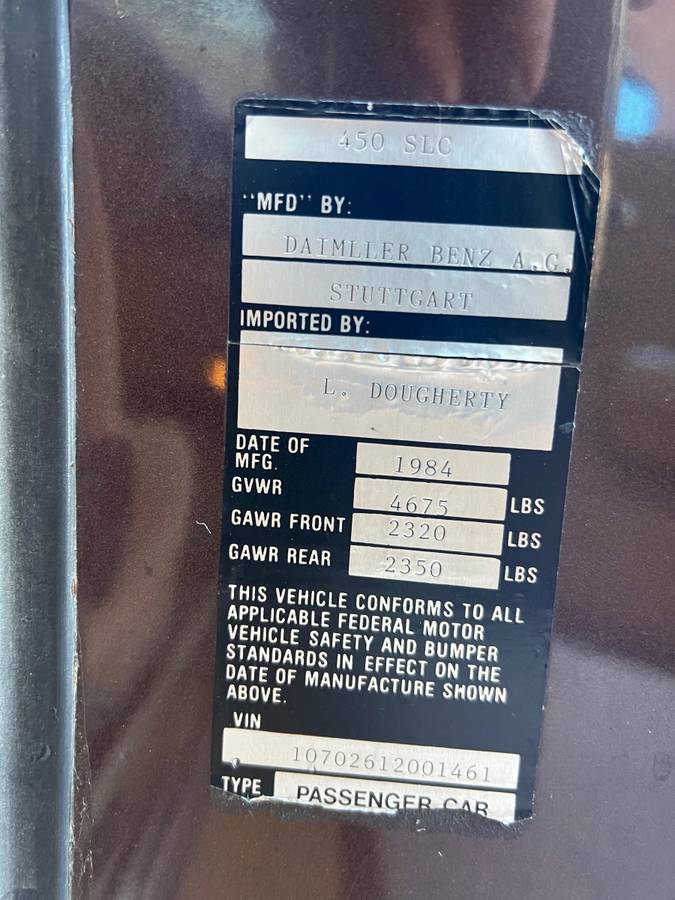 450 SLC
"MFD" BY:
DAIMLLER BENZ A.G.
STUTTGART
IMPORTED BY:
L. DOUGHERTY
DATE OF
MFG. 1984
GVWR 4675 LBS
GAWR FRONT 2320 LBS
GAWR REAR 2350 LBS
THIS VEHICLE CONFORMS TO ALL
APPLICABLE FEDERAL MOTOR
VEHICLE SAFETY AND BUMPER
STANDARDS IN EFFECT ON THE
DATE OF MANUFACTURE SHOWN
ABOVE.
VIN
10702612001461
TYPE PASSENGER CAR